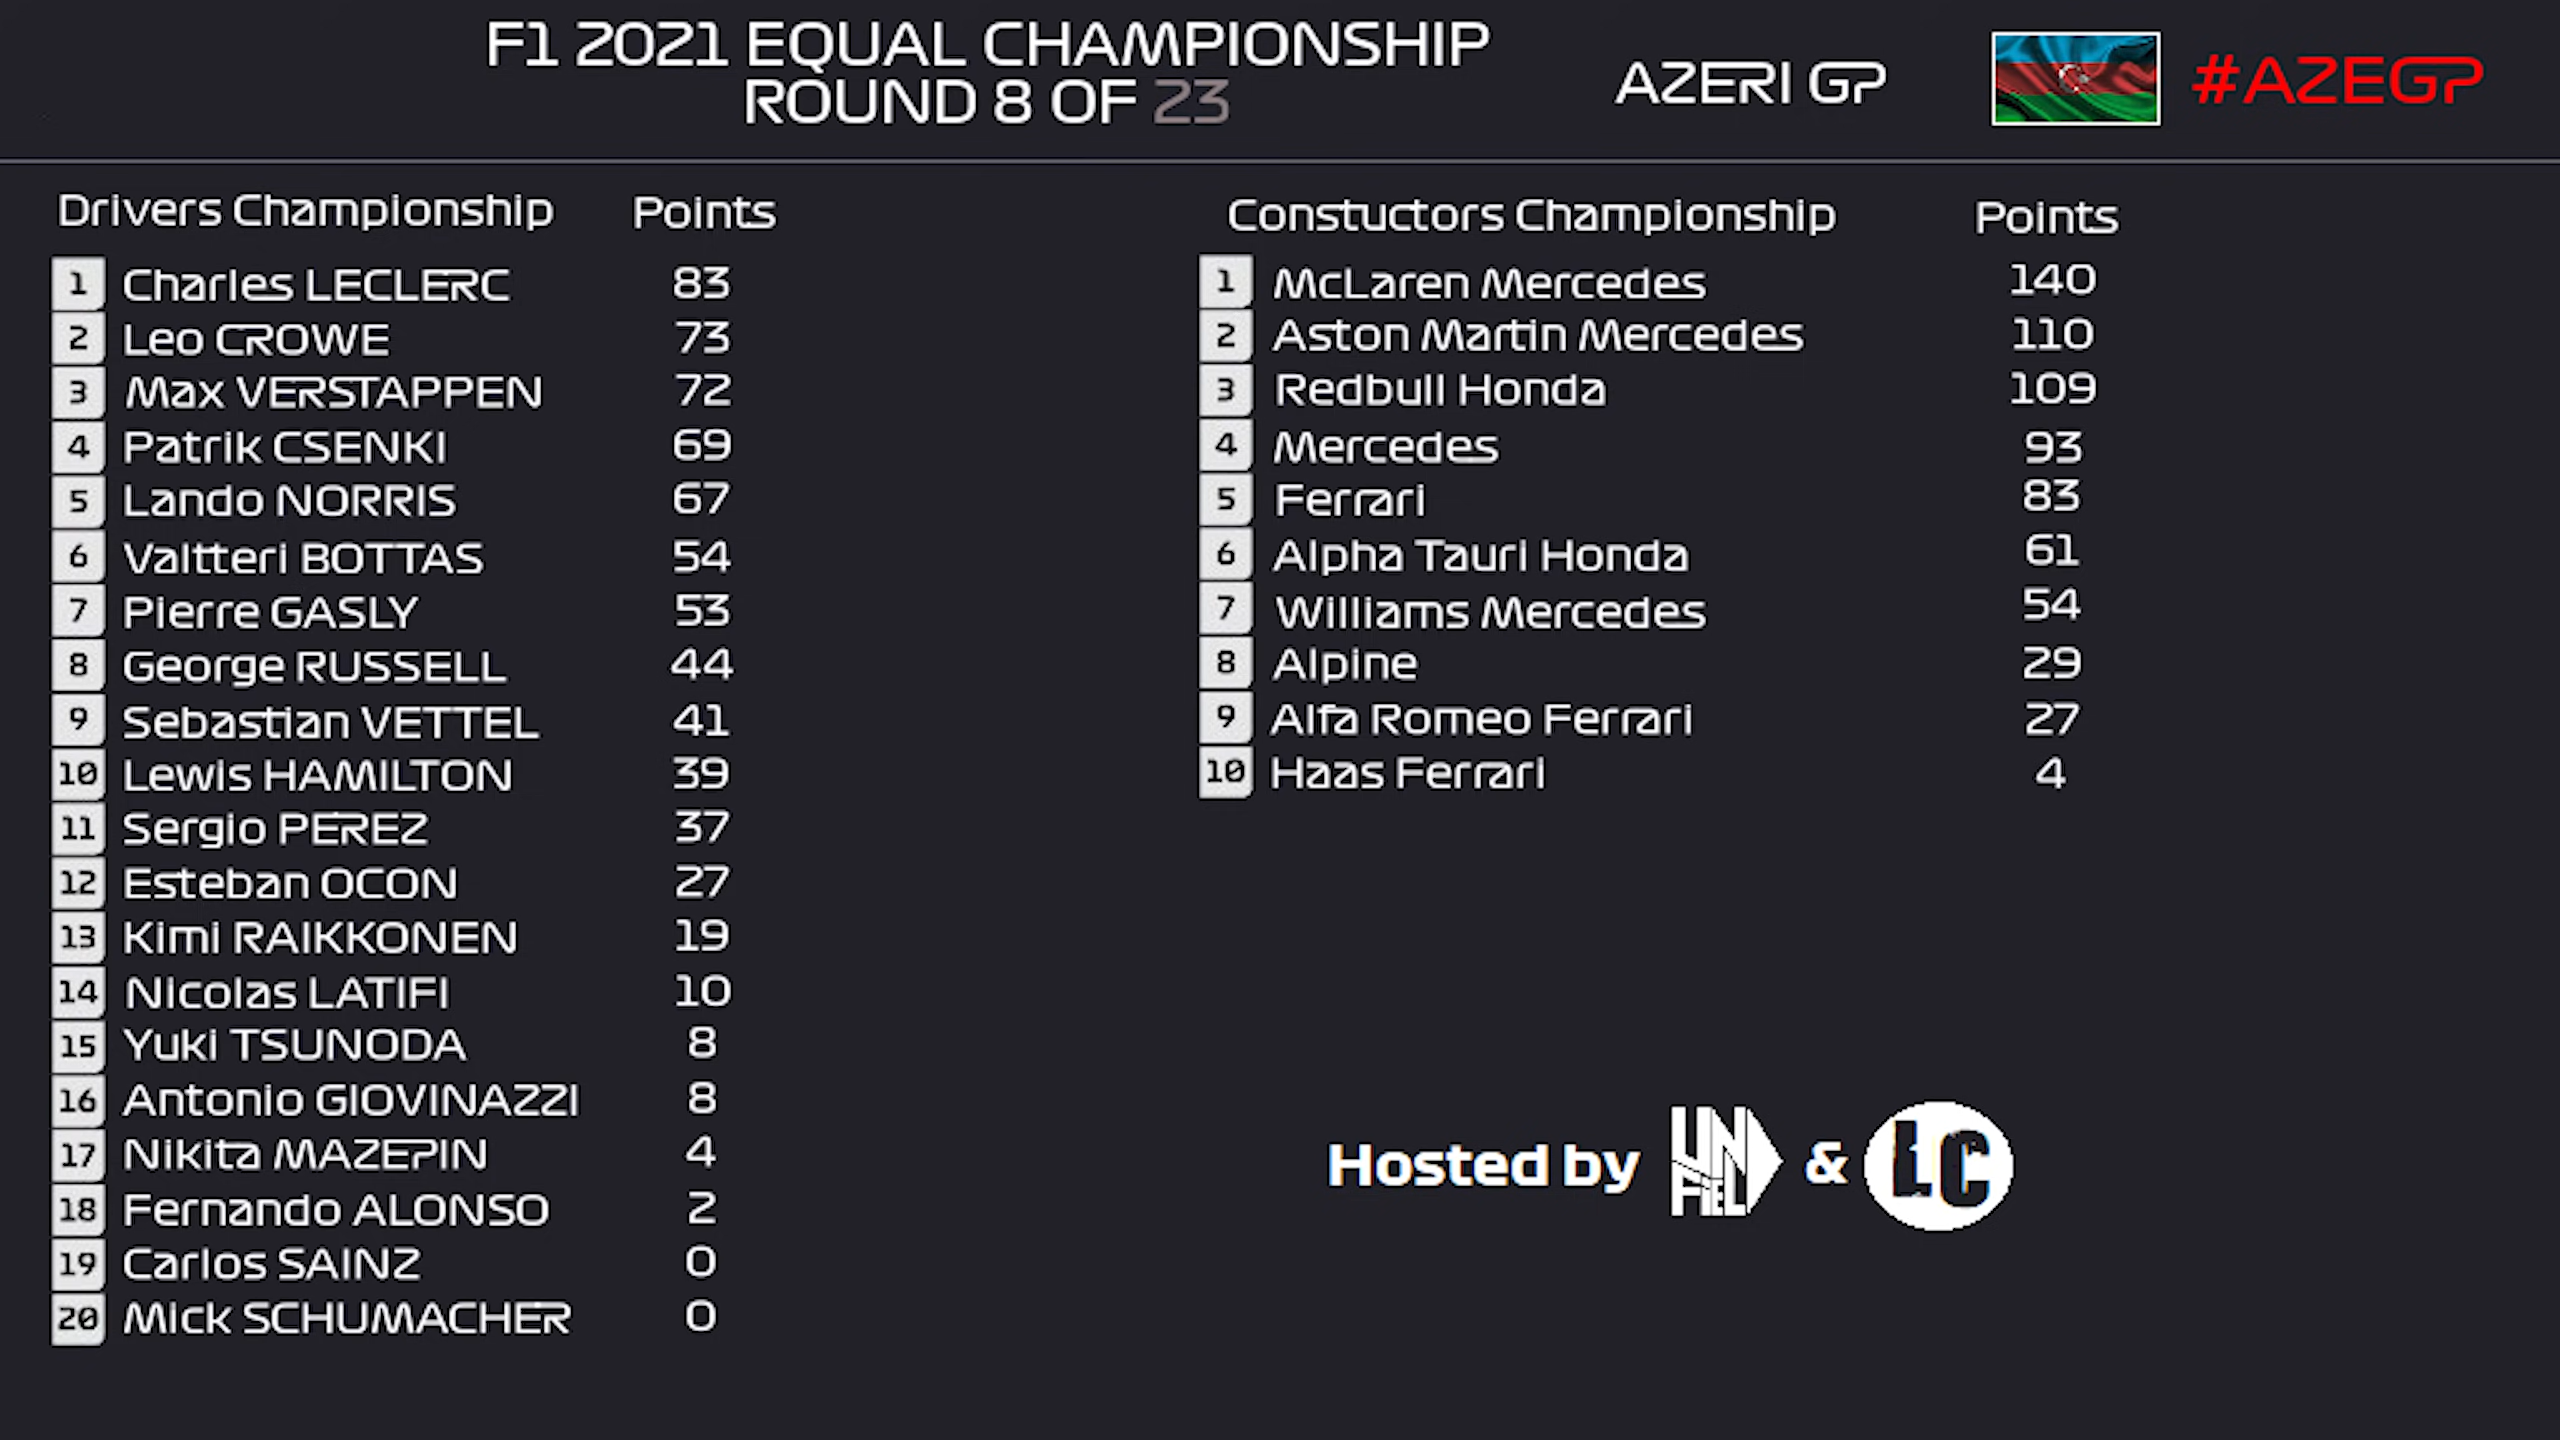 F1 2021 EQUAL CHAMPIONSHIP
ROUND 8 OF 23
AZERI GP
#AZEGP
Drivers Championship Points
1 Charles LECLERC 83
2 Leo CROWE 73
3 Max VERSTAPPEN 72
4 Patrik CSENKI 69
5 Lando NORRIS 67
6 Valtteri BOTTAS 54
7 Pierre GASLY 53
8 George RUSSELL 44
9 Sebastian VETTEL 41
10 Lewis HAMILTON 39
11 Sergio PEREZ 37
12 Esteban OCON 27
13 Kimi RAIKKONEN 19
14 Nicolas LATIFI 10
15 Yuki TSUNODA 8
16 Antonio GIOVINAZZI 8
17 Nikita MAZEPIN 4
18 Fernando ALONSO 2
19 Carlos SAINZ 0
20 Mick SCHUMACHER 0
Constuctors Championship Points
1 McLaren Mercedes 140
2 Aston Martin Mercedes 110
3 Redbull Honda 109
4 Mercedes 93
5 Ferrari 83
6 Alpha Tauri Honda 61
7 Williams Mercedes 54
8 Alpine 29
9 Alfa Romeo Ferrari 27
10 Haas Ferrari 4
Hosted by & LC